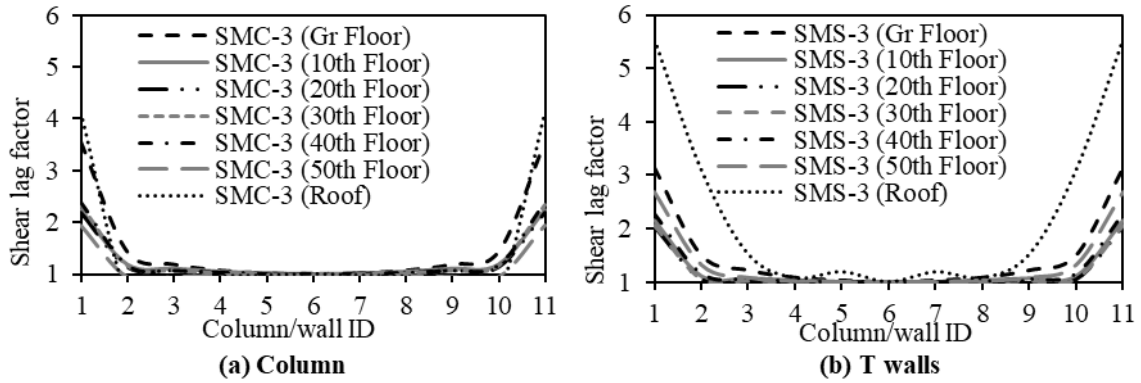 6
5
4
3
2
1
Shear lag factor
SMC-3 (Gr Floor)
SMC-3 (10th Floor)
SMC-3 (20th Floor)
SMC-3 (30th Floor)
SMC-3 (40th Floor)
SMC-3 (50th Floor)
SMC-3 (Roof)
1 2 3 4 5 6 7 8 9 10 11
Column/wall ID
(a) Column
6
5
4
3
2
1
Shear lag factor
SMS-3 (Gr Floor)
SMS-3 (10th Floor)
SMS-3 (20th Floor)
SMS-3 (30th Floor)
SMS-3 (40th Floor)
SMS-3 (50th Floor)
SMS-3 (Roof)
1 2 3 4 5 6 7 8 9 10 11
Column/wall ID
(b) T walls